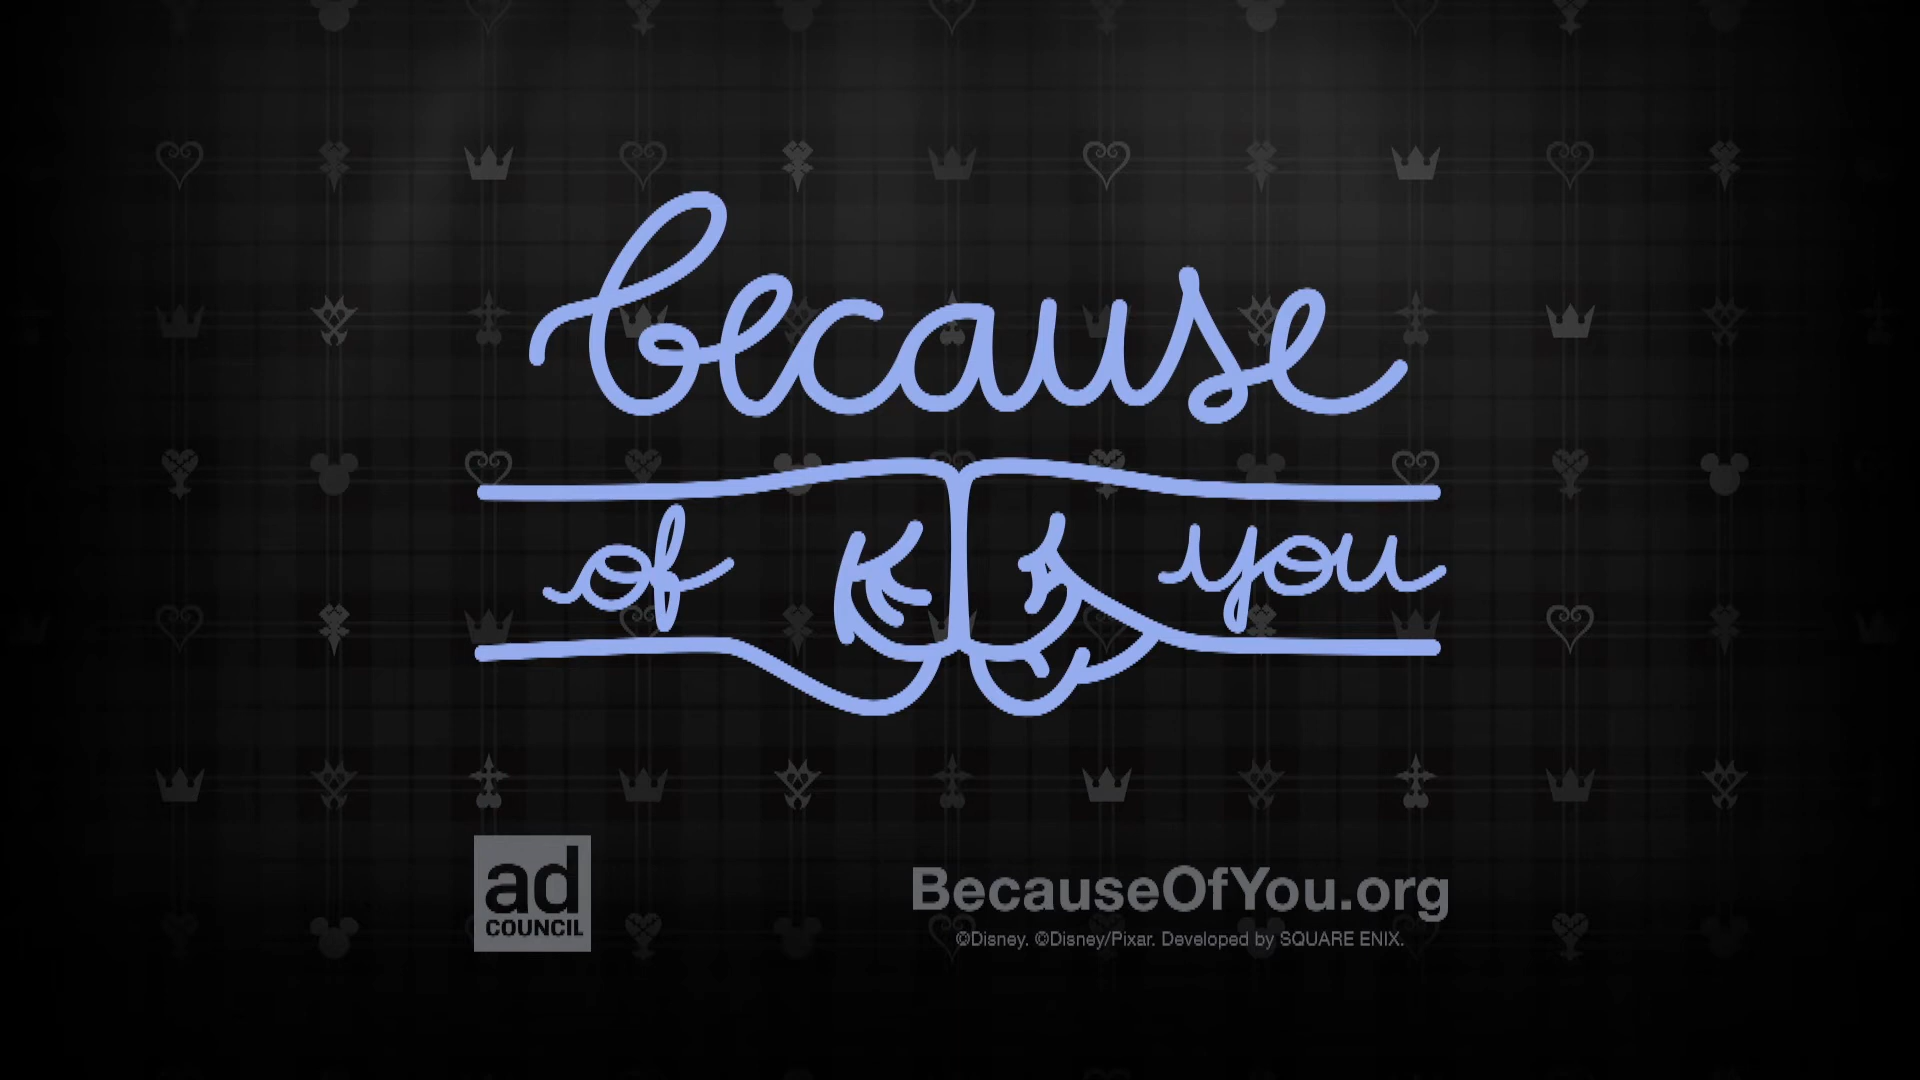 because
of you
ad
COUNCIL
BecauseOfYou.org
©Disney. ©Disney/Pixar. Developed by SQUARE ENIX.